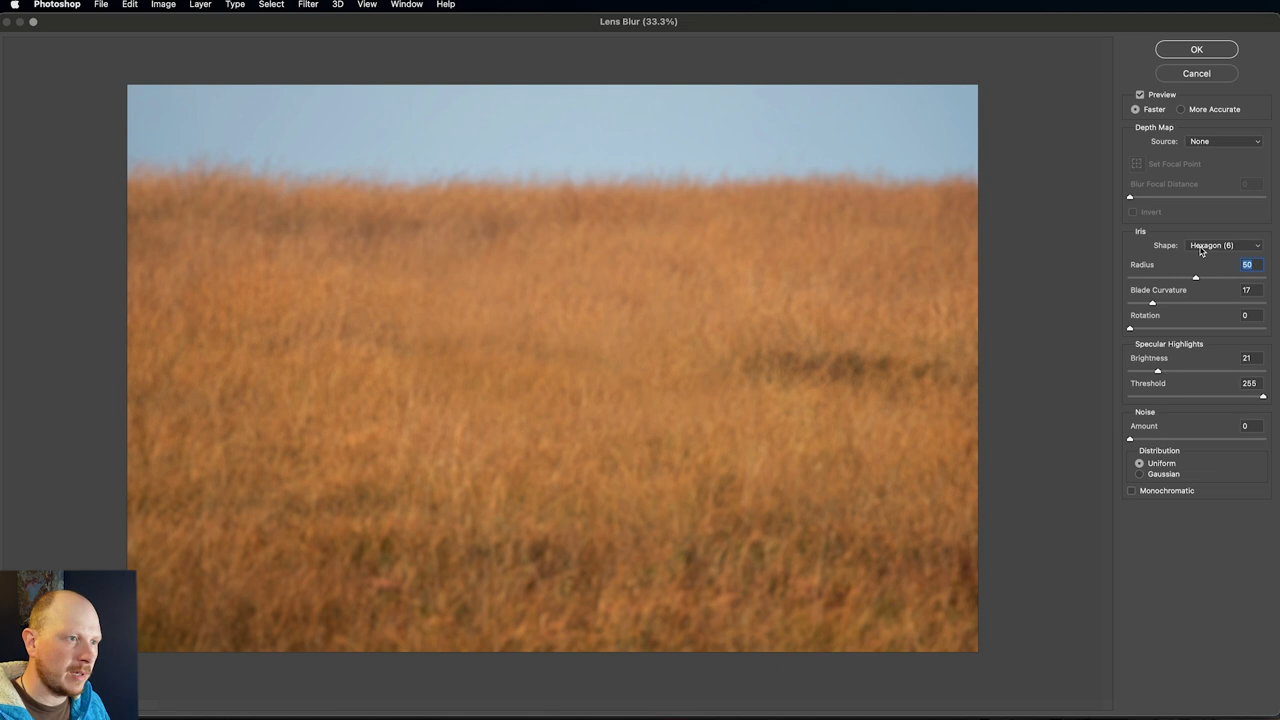 Photoshop File Edit Image Layer Type Select Filter 3D View Window Help
Lens Blur (33.3%)
OK
Cancel
Preview
Faster More Accurate
Depth Map
Source: None
Set Focal Point
Blur Focal Distance 0
Invert
Iris
Shape: Hexagon (6)
Radius 50
Blade Curvature 17
Rotation 0
Specular Highlights
Brightness 21
Threshold 255
Noise
Amount 0
Distribution
Uniform
Gaussian
Monochromatic